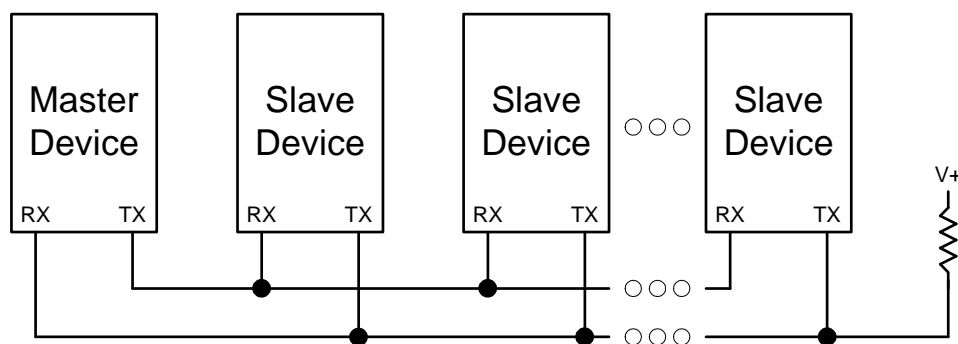 Master
Device
Slave
Device
Slave
Device
Slave
Device
RX TX
RX TX
RX TX
RX TX
V+